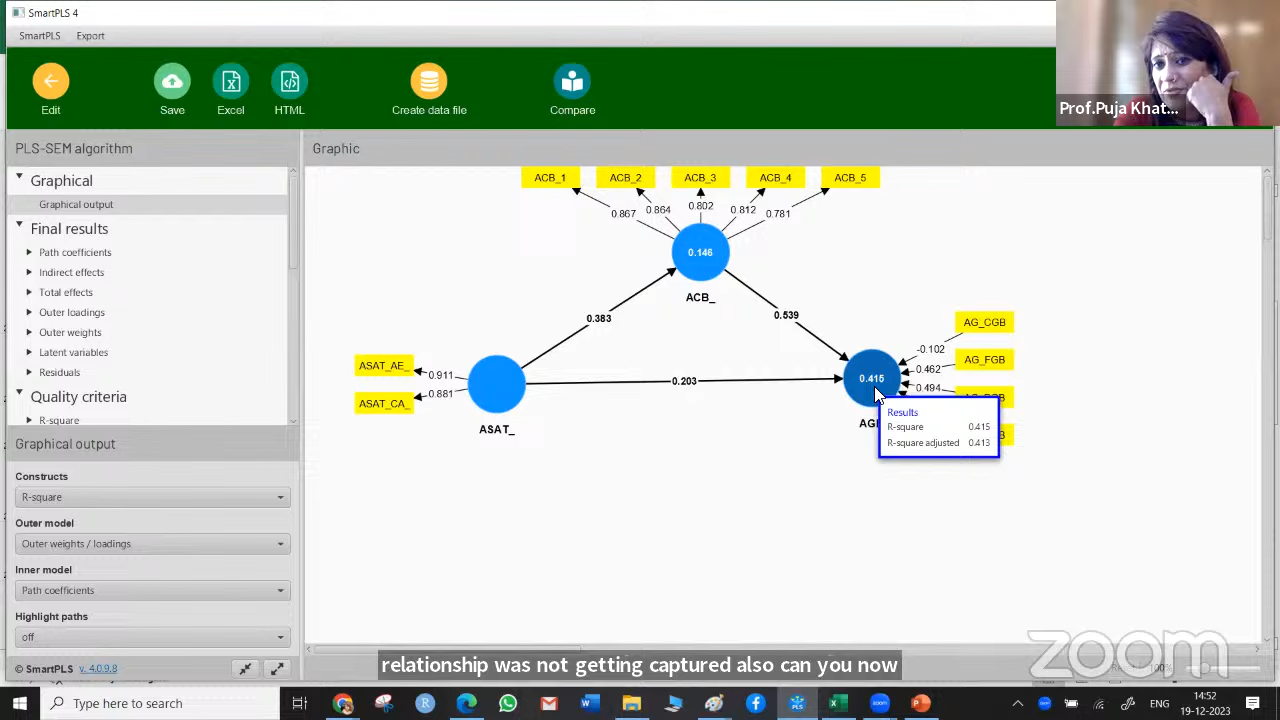 SmartPLS 4
SmartPLS Export
Edit Save Excel HTML Create data file Compare
Prof.Puja Khat...
PLS-SEM algorithm
Graphical
Graphical output
Final results
Path coefficients
Indirect effects
Total effects
Outer loadings
Outer weights
Latent variables
Residuals
Quality criteria
R-square
Graphical output
Constructs
R-square
Outer model
Outer weights / loadings
Inner model
Path coefficients
Highlight paths
off
© SmartPLS v. 4.0.9.8
Graphic
ACB_1 ACB_2 ACB_3 ACB_4 ACB_5
0.867 0.864 0.802 0.812 0.781
0.146
ACB_
0.383 0.539
ASAT_AE_ 0.911
ASAT_CA_ 0.881
ASAT_
0.203
AG_CGB
-0.102
AG_FGB
0.462
0.494
0.415
Results
R-square 0.415
R-square adjusted 0.413
zoom
relationship was not getting captured also can you now
Type here to search
ENG
14:52
19-12-2023